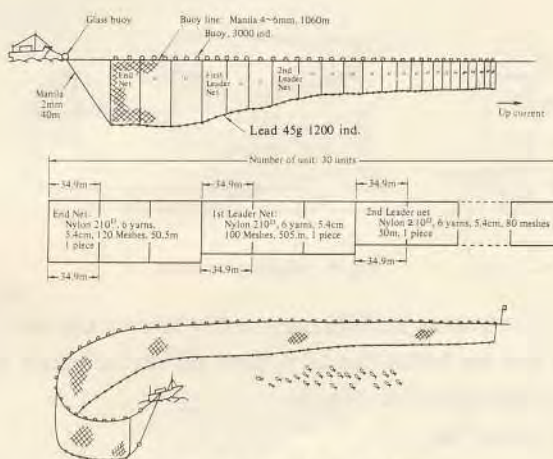 Glass buoy
Buoy line: Manila 4~6mm, 1060m
Buoy, 3000 ind.
End Net
First Leader Net
2nd Leader Net
Manila
2mm
40m
Lead 45g 1200 ind.
Up current
Number of unit: 30 units
34.9m
34.9m
34.9m
End Net:
Nylon 210D, 6 yarns,
5.4cm, 120 Meshes, 50.5m
1 piece
1st Leader Net:
Nylon 210D, 6 yarns, 5.4cm
100 Meshes, 505.m, 1 piece
2nd Leader net
Nylon 210D, 6 yarns, 5.4cm, 80 meshes
50m, 1 piece
34.9m
34.9m
34.9m